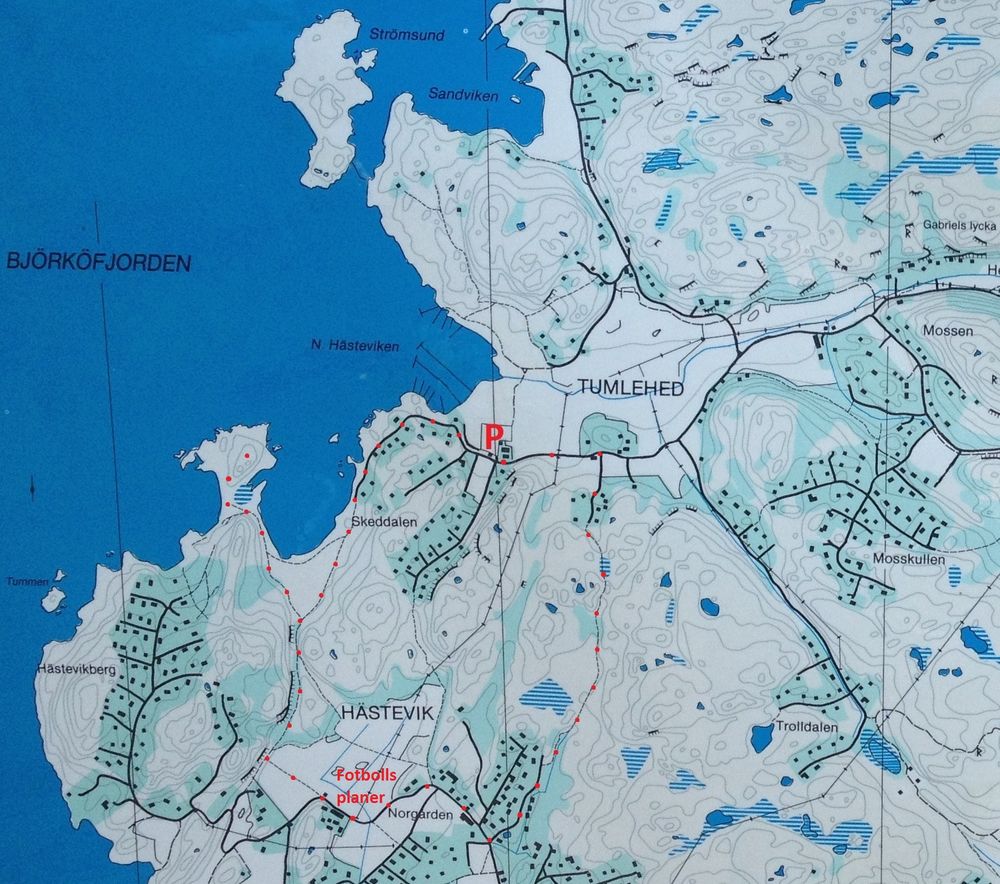 Strömsund
Sandviken
Gabriels lycka
BJÖRKÖFJORDEN
Mossen
N. Hästeviken
TUMLEHED
P
Skeddalen
Mosskullen
Tummen
Hästevikberg
HÄSTEVIK
Trolldalen
Fotbolls
planer
Norgården